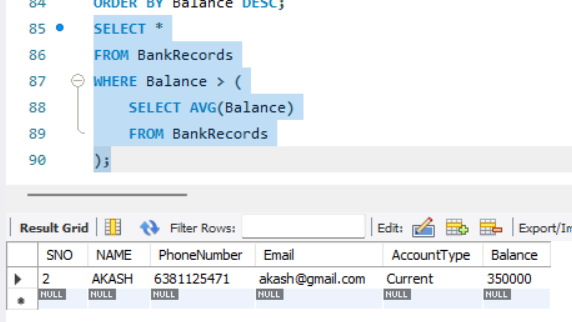 84 ORDER BY Balance DESC;
85 SELECT *
86 FROM BankRecords
87 WHERE Balance > (
88 SELECT AVG(Balance)
89 FROM BankRecords
90 );
Result Grid Filter Rows: Edit: Export/Im
SNO NAME PhoneNumber Email AccountType Balance
2 AKASH 6381125471 akash@gmail.com Current 350000
NULL NULL NULL NULL NULL NULL